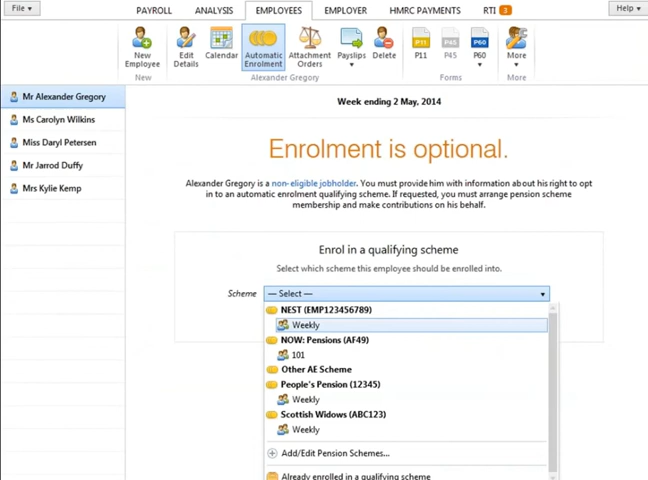 File
PAYROLL
ANALYSIS
EMPLOYEES
EMPLOYER
HMRC PAYMENTS
RTI 3
Help
New Employee
Edit Details
Calendar
Automatic Enrolment
Attachment Orders
Payslips
Delete
P11
P45
P60
More
New
Alexander Gregory
Forms
More
Mr Alexander Gregory
Ms Carolyn Wilkins
Miss Daryl Petersen
Mr Jarrod Duffy
Mrs Kylie Kemp
Week ending 2 May, 2014
Enrolment is optional.
Alexander Gregory is a non-eligible jobholder. You must provide him with information about his right to opt
in to an automatic enrolment qualifying scheme. If requested, you must arrange pension scheme
membership and make contributions on his behalf.
Enrol in a qualifying scheme
Select which scheme this employee should be enrolled into.
Scheme — Select —
NEST (EMP123456789)
Weekly
NOW: Pensions (AF49)
101
Other AE Scheme
People's Pension (12345)
Weekly
Scottish Widows (ABC123)
Weekly
Add/Edit Pension Schemes...
Already enrolled in a qualifying scheme